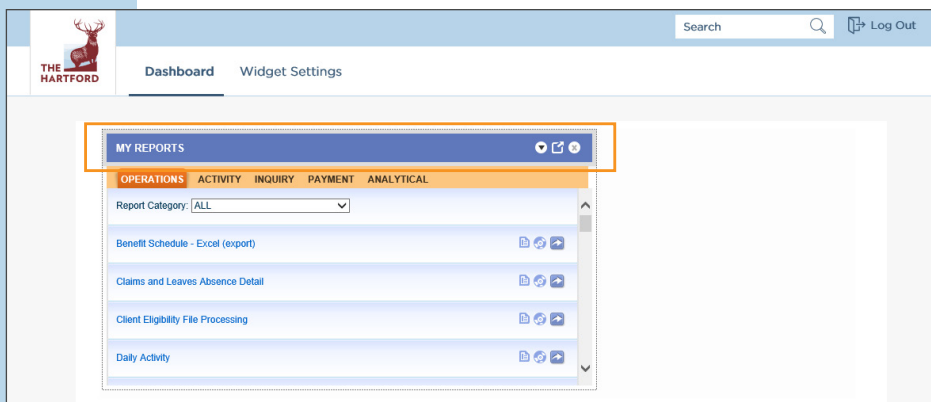 Search
Log Out
THE
HARTFORD
Dashboard Widget Settings
MY REPORTS
OPERATIONS ACTIVITY INQUIRY PAYMENT ANALYTICAL
Report Category: ALL
Benefit Schedule - Excel (export)
Claims and Leaves Absence Detail
Client Eligibility File Processing
Daily Activity